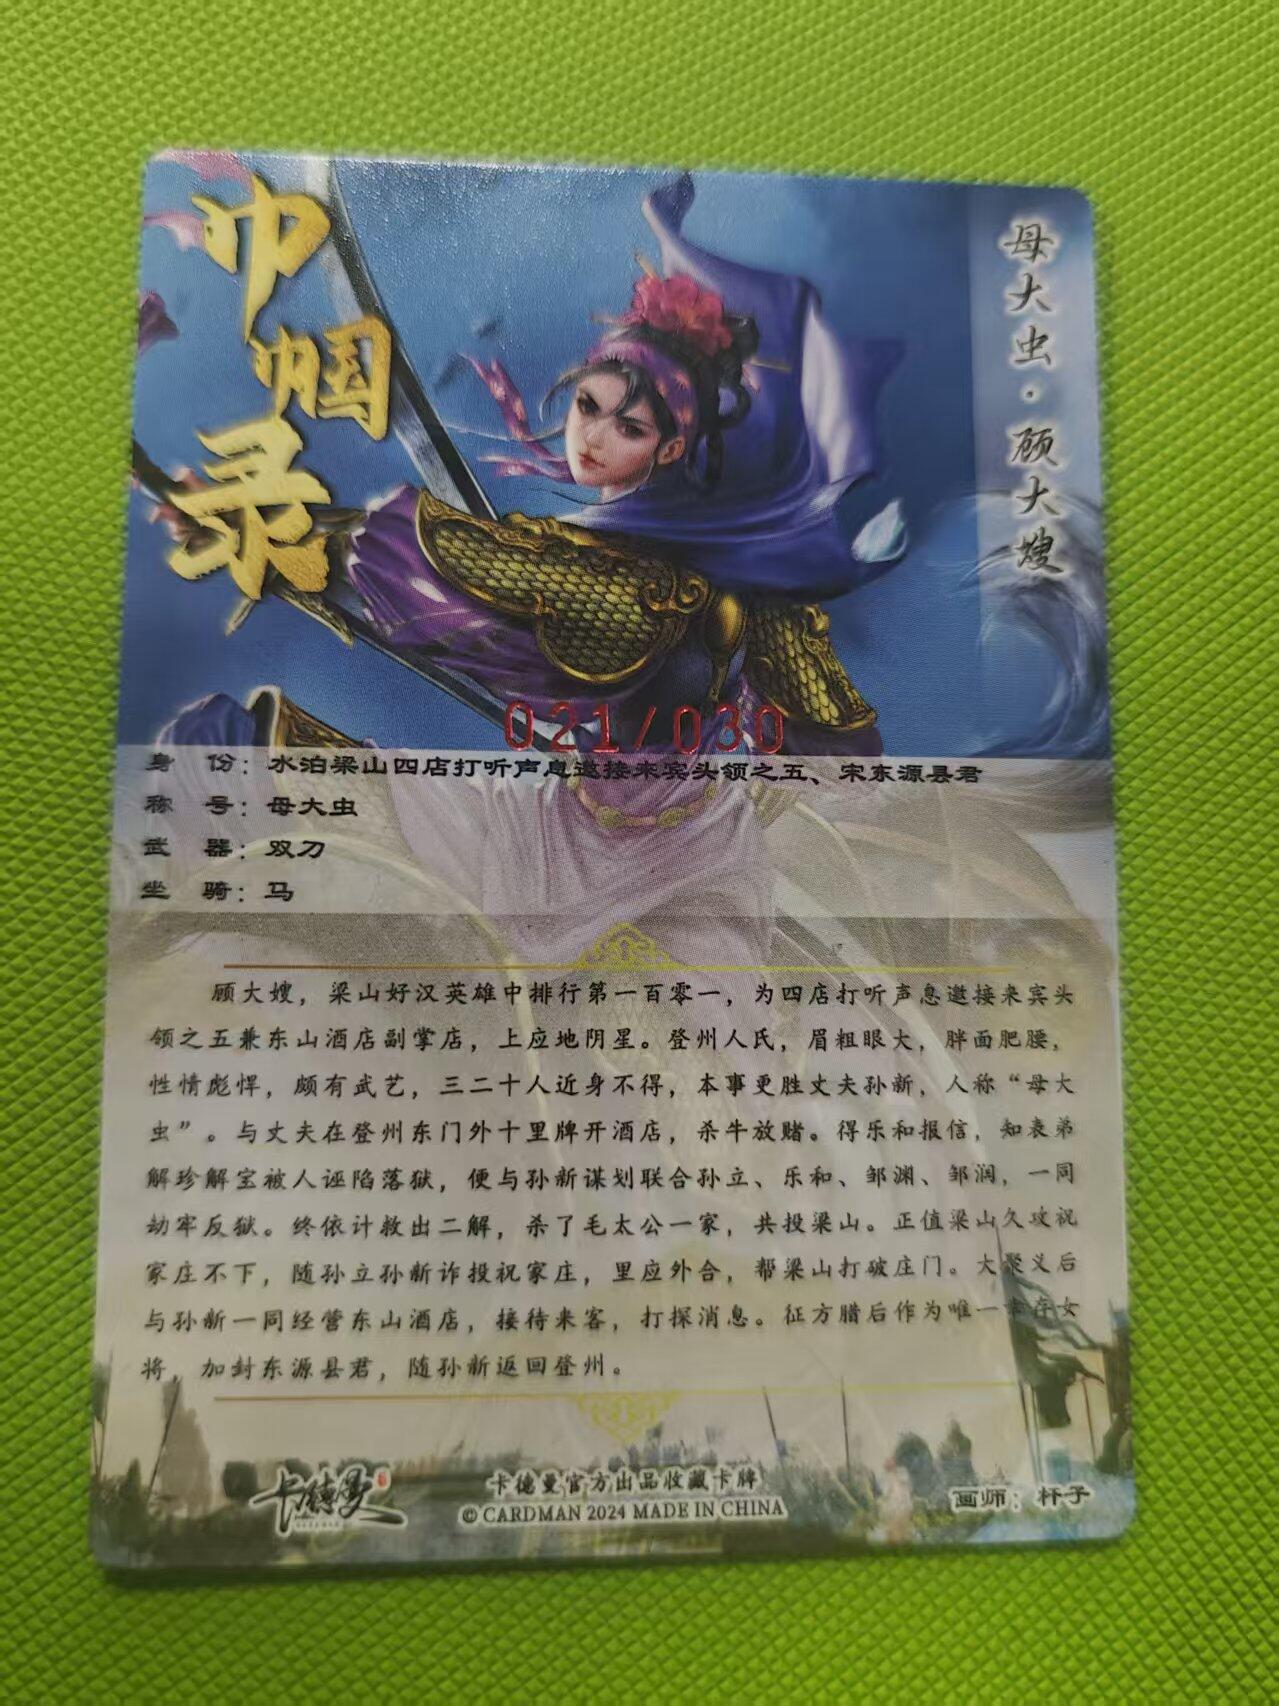 巾帼录
母大虫·顾大嫂
021/030
身 份：水泊梁山四店打听声息邀接来宾头领之五、宋东源县君
称 号：母大虫
武 器：双刀
坐 骑：马
顾大嫂，梁山好汉英雄中排行第一百零一，为四店打听声息邀接来宾头
领之五兼东山酒店副掌店，上应地阴星。登州人氏，眉粗眼大，胖面肥腰，
性情彪悍，颇有武艺，三二十人近身不得，本事更胜丈夫孙新，人称“母大
虫”。与丈夫在登州东门外十里牌开酒店，杀牛放赌。得乐和报信，知表弟
解珍解宝被人诬陷落狱，便与孙新谋划联合孙立、乐和、邹渊、邹润，一同
劫牢反狱。终依计救出二解，杀了毛太公一家，共投梁山。正值梁山久攻祝
家庄不下，随孙立孙新诈投祝家庄，里应外合，帮梁山打破庄门。大聚义后
与孙新一同经营东山酒店，接待来客，打探消息。征方腊后作为唯一幸存女
将，加封东源县君，随孙新返回登州。
卡德曼
卡德曼官方出品收藏卡牌
© CARDMAN 2024 MADE IN CHINA
画师：杯子